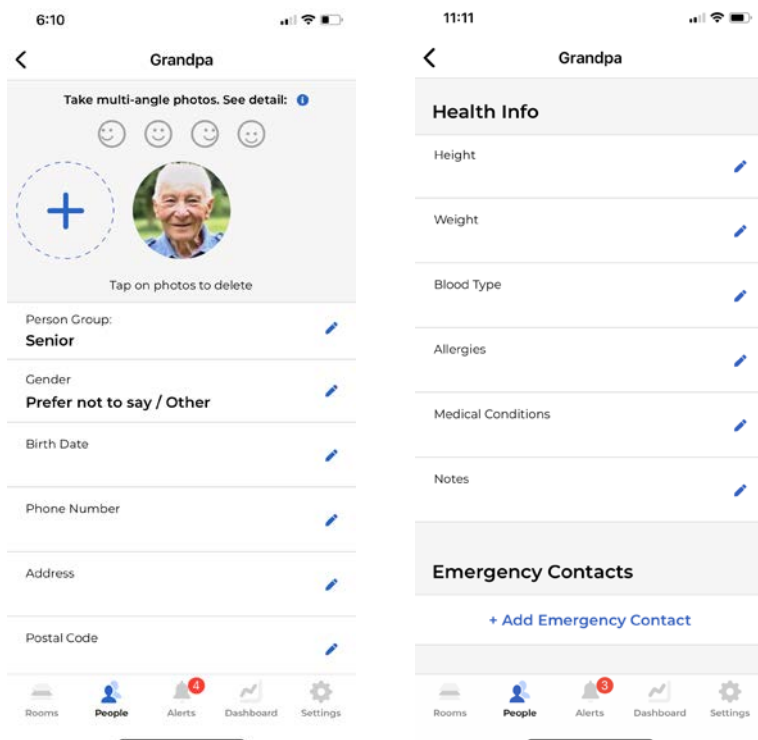 6:10
Grandpa
Take multi-angle photos. See detail:
Tap on photos to delete
Person Group:
Senior
Gender
Prefer not to say / Other
Birth Date
Phone Number
Address
Postal Code
4
Rooms People Alerts Dashboard Settings
11:11
Grandpa
Health Info
Height
Weight
Blood Type
Allergies
Medical Conditions
Notes
Emergency Contacts
+ Add Emergency Contact
3
Rooms People Alerts Dashboard Settings